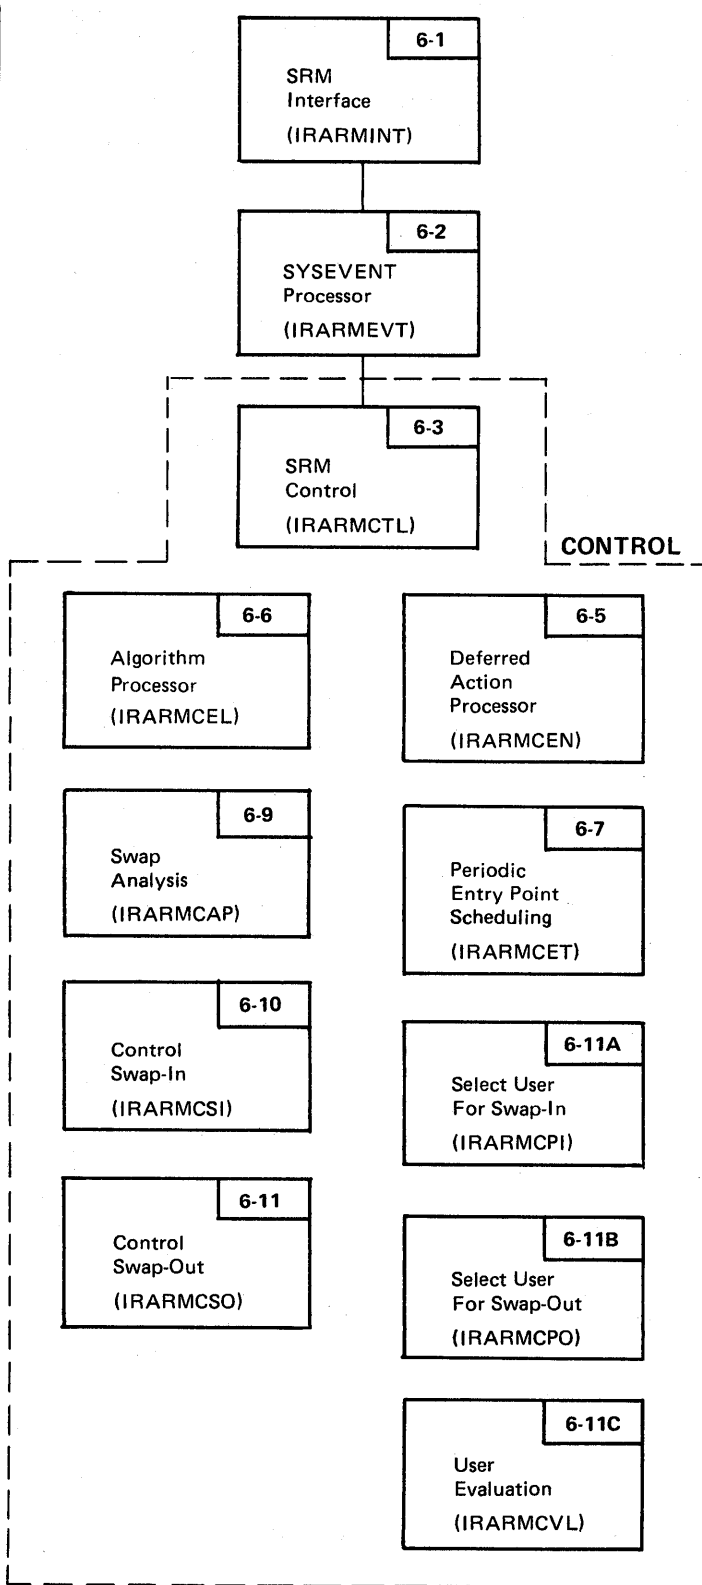 6-1
SRM
Interface
(IRARMINT)
6-2
SYSEVENT
Processor
(IRARMEVT)
6-3
SRM
Control
(IRARMCTL)
CONTROL
6-6
Algorithm
Processor
(IRARMCEL)
6-5
Deferred
Action
Processor
(IRARMCEN)
6-9
Swap
Analysis
(IRARMCAP)
6-7
Periodic
Entry Point
Scheduling
(IRARMCET)
6-10
Control
Swap-In
(IRARMCSI)
6-11A
Select User
For Swap-In
(IRARMCPI)
6-11
Control
Swap-Out
(IRARMCSO)
6-11B
Select User
For Swap-Out
(IRARMCPO)
6-11C
User
Evaluation
(IRARMCVL)